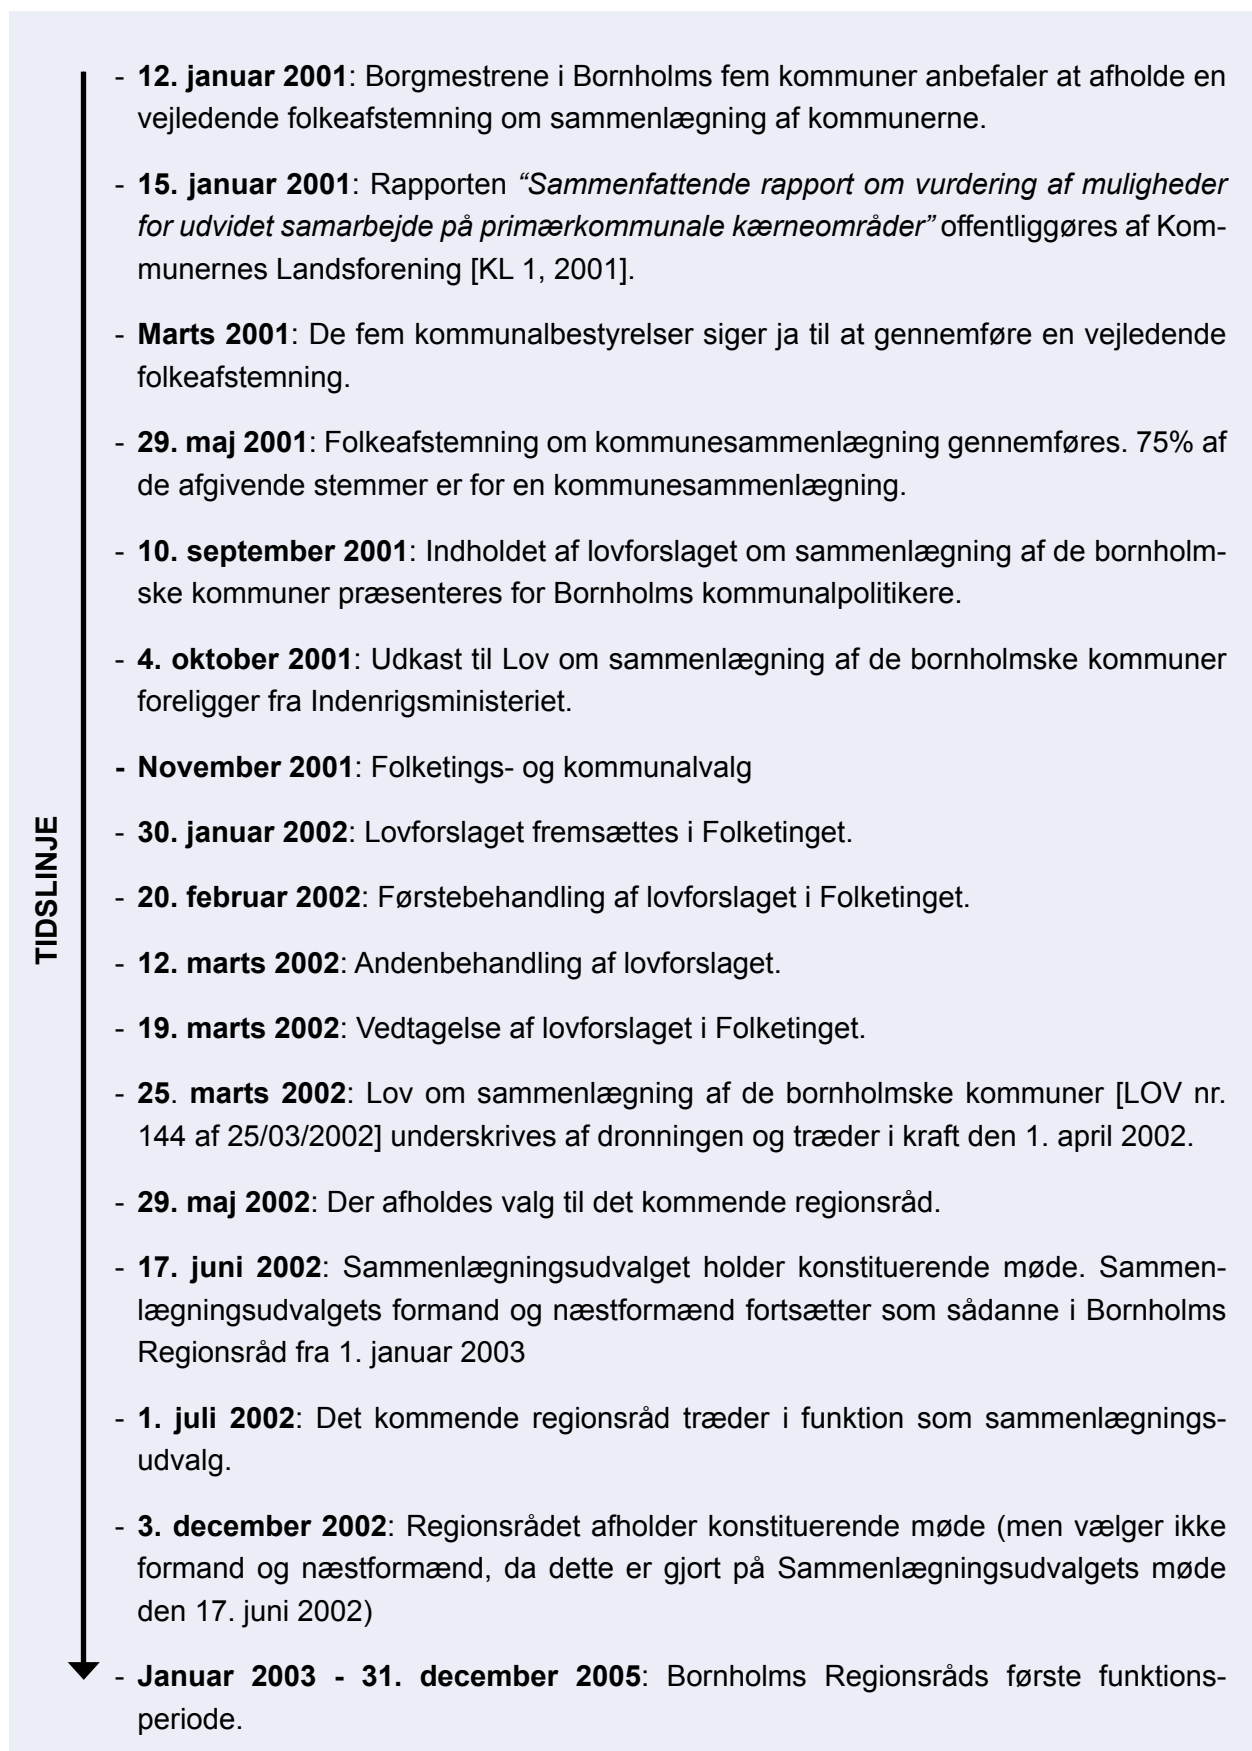 - 12. januar 2001: Borgmestrene i Bornholms fem kommuner anbefaler at afholde en
vejledende folkeafstemning om sammenlægning af kommunerne.
- 15. januar 2001: Rapporten “Sammenfattende rapport om vurdering af muligheder
for udvidet samarbejde på primærkommunale kærneområder” offentliggøres af Kom-
munernes Landsforening [KL 1, 2001].
- Marts 2001: De fem kommunalbestyrelser siger ja til at gennemføre en vejledende
folkeafstemning.
- 29. maj 2001: Folkeafstemning om kommunesammenlægning gennemføres. 75% af
de afgivende stemmer er for en kommunesammenlægning.
- 10. september 2001: Indholdet af lovforslaget om sammenlægning af de bornholm-
ske kommuner præsenteres for Bornholms kommunalpolitikere.
- 4. oktober 2001: Udkast til Lov om sammenlægning af de bornholmske kommuner
foreligger fra Indenrigsministeriet.
- November 2001: Folketings- og kommunalvalg
- 30. januar 2002: Lovforslaget fremsættes i Folketinget.
- 20. februar 2002: Førstebehandling af lovforslaget i Folketinget.
- 12. marts 2002: Andenbehandling af lovforslaget.
- 19. marts 2002: Vedtagelse af lovforslaget i Folketinget.
- 25. marts 2002: Lov om sammenlægning af de bornholmske kommuner [LOV nr.
144 af 25/03/2002] underskrives af dronningen og træder i kraft den 1. april 2002.
- 29. maj 2002: Der afholdes valg til det kommende regionsråd.
- 17. juni 2002: Sammenlægningsudvalget holder konstituerende møde. Sammen-
lægningsudvalgets formand og næstformænd fortsætter som sådanne i Bornholms
Regionsråd fra 1. januar 2003
- 1. juli 2002: Det kommende regionsråd træder i funktion som sammenlægnings-
udvalg.
- 3. december 2002: Regionsrådet afholder konstituerende møde (men vælger ikke
formand og næstformænd, da dette er gjort på Sammenlægningsudvalgets møde
den 17. juni 2002)
- Januar 2003 - 31. december 2005: Bornholms Regionsråds første funktions-
periode.
TIDSLINJE